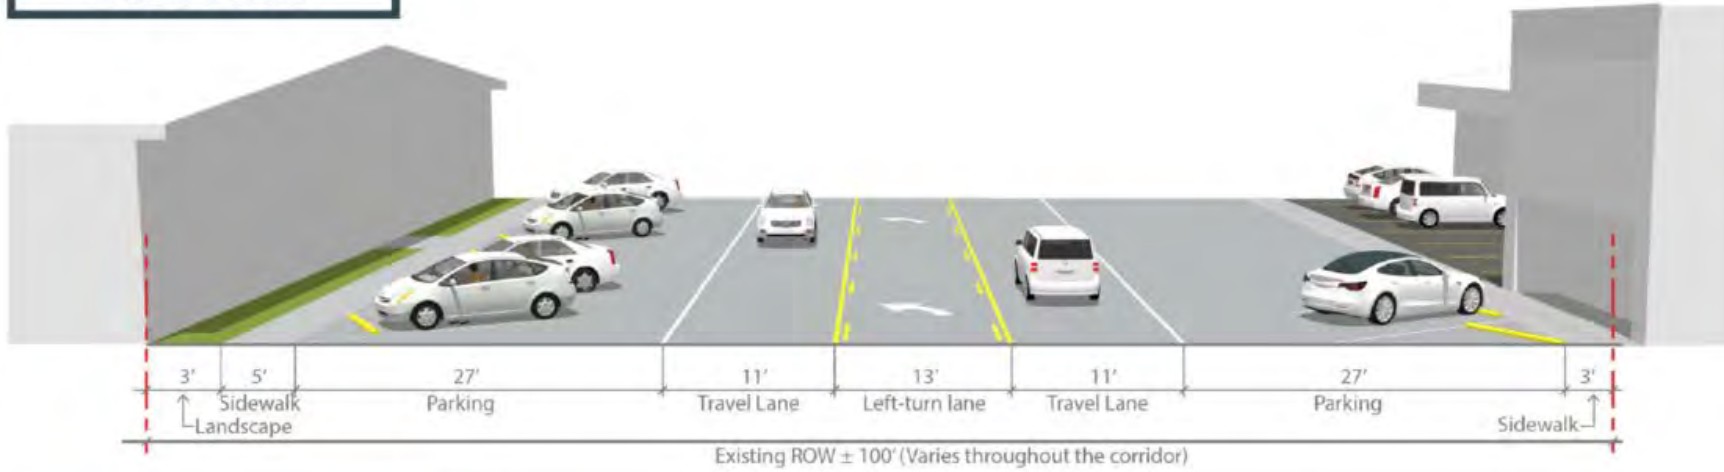 3’ 5’ 27’ 11’ 13’ 11’ 27’ 3’
Sidewalk Parking Travel Lane Left-turn lane Travel Lane Parking
Landscape Sidewalk
Existing ROW ± 100’ (Varies throughout the corridor)